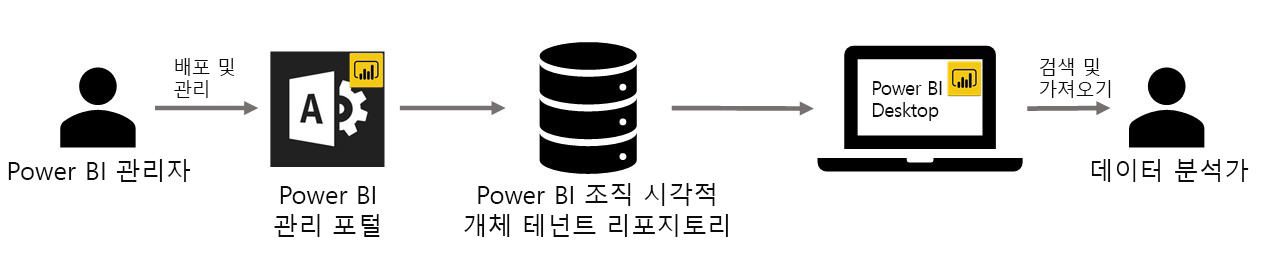 배포 및
관리
Power BI 관리자
A
Power BI
관리 포털
Power BI 조직 시각적
개체 테넌트 리포지토리
Power BI
Desktop
검색 및
가져오기
데이터 분석가